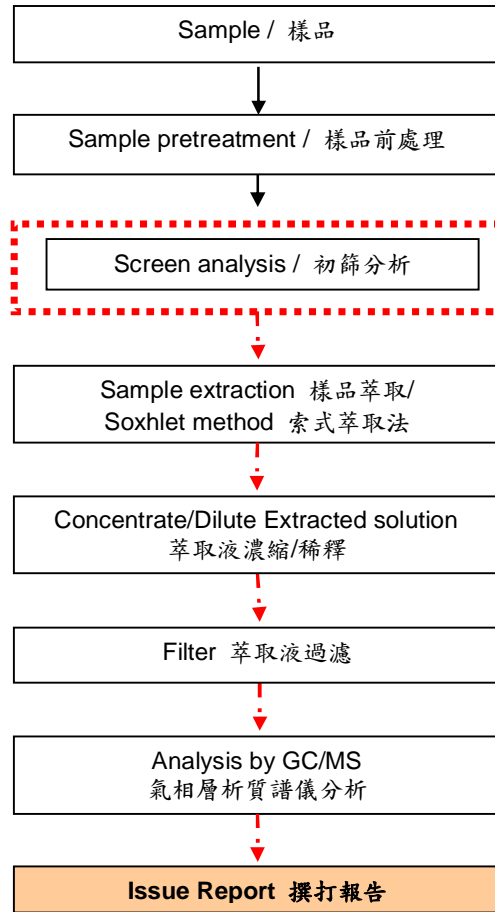 Sample / 樣品
Sample pretreatment / 樣品前處理
Screen analysis / 初篩分析
Sample extraction 樣品萃取/
Soxhlet method 索式萃取法
Concentrate/Dilute Extracted solution
萃取液濃縮/稀釋
Filter 萃取液過濾
Analysis by GC/MS
氣相層析質譜儀分析
Issue Report 撰打報告